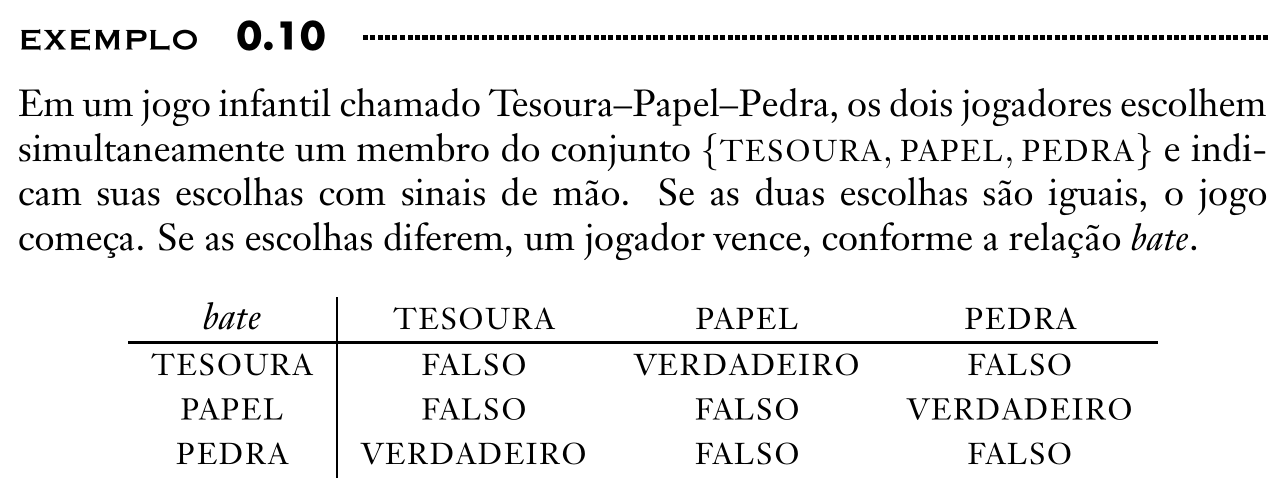 EXEMPLO 0.10
Em um jogo infantil chamado Tesoura–Papel–Pedra, os dois jogadores escolhem
simultaneamente um membro do conjunto {TESOURA, PAPEL, PEDRA} e indi-
cam suas escolhas com sinais de mão. Se as duas escolhas são iguais, o jogo
começa. Se as escolhas diferem, um jogador vence, conforme a relação bate.
bate TESOURA PAPEL PEDRA
TESOURA FALSO VERDADEIRO FALSO
PAPEL FALSO FALSO VERDADEIRO
PEDRA VERDADEIRO FALSO FALSO